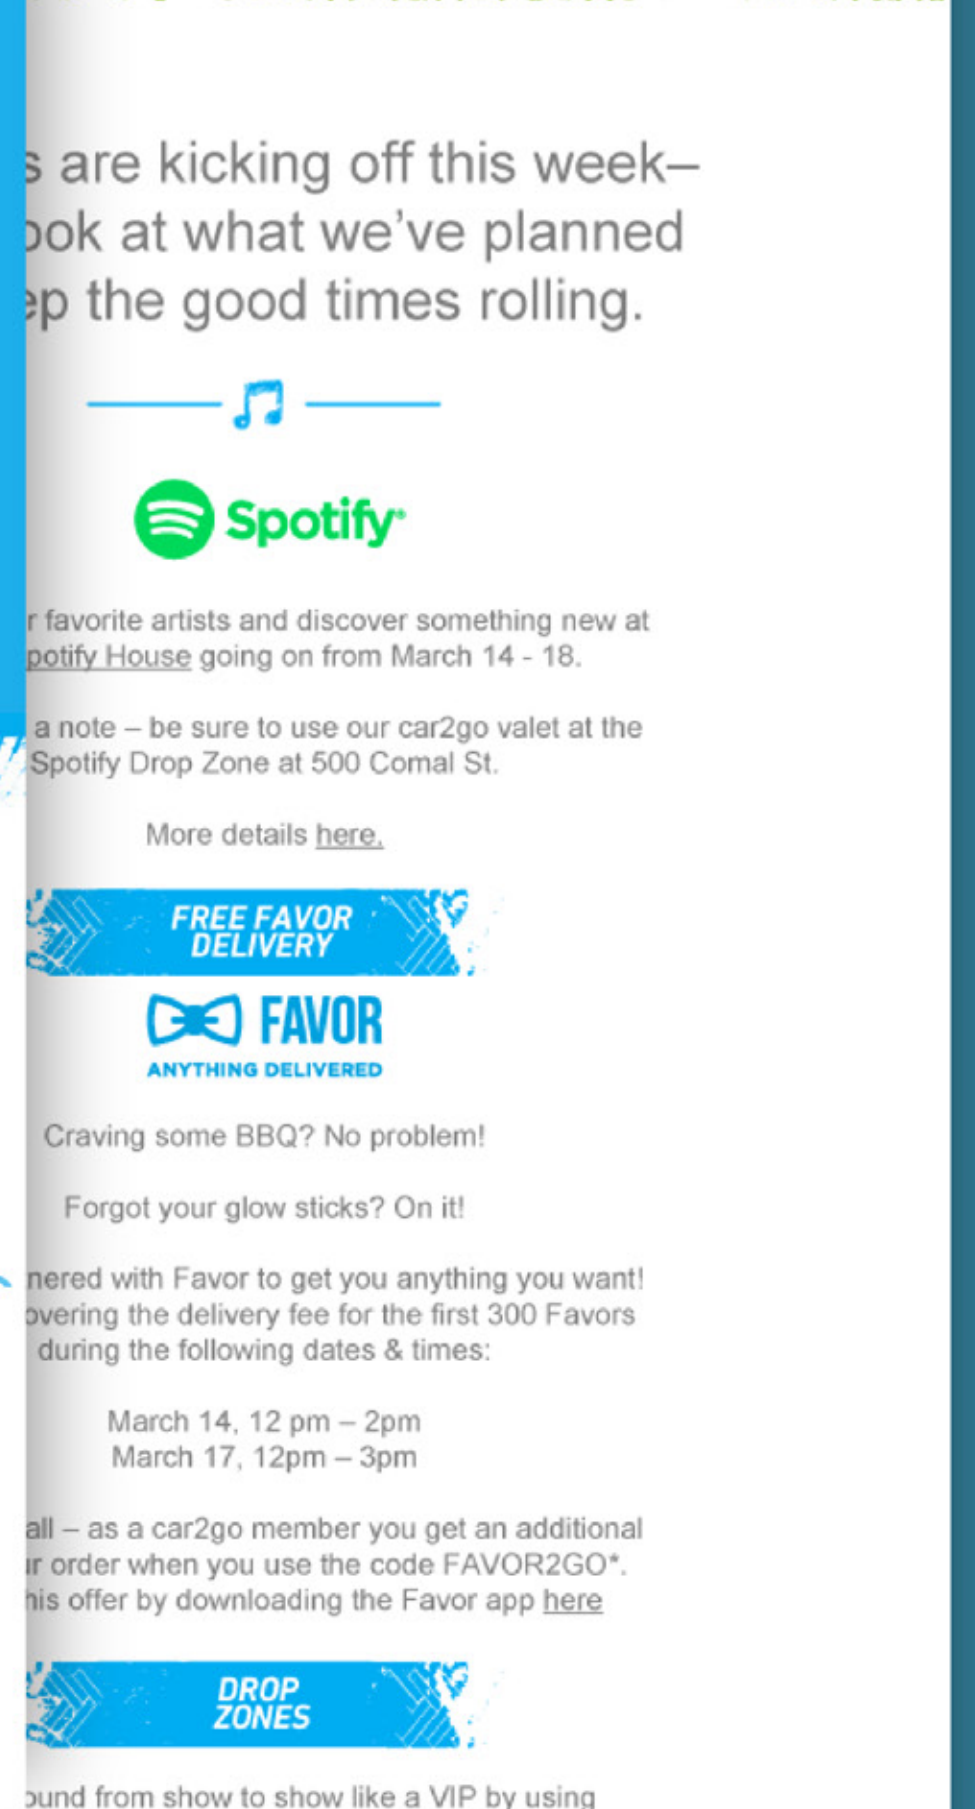 s are kicking off this week–
ook at what we've planned
ep the good times rolling.
Spotify®
r favorite artists and discover something new at
potify House going on from March 14 - 18.
a note – be sure to use our car2go valet at the
Spotify Drop Zone at 500 Comal St.
More details here.
FREE FAVOR
DELIVERY
FAVOR
ANYTHING DELIVERED
Craving some BBQ? No problem!
Forgot your glow sticks? On it!
nered with Favor to get you anything you want!
overing the delivery fee for the first 300 Favors
during the following dates & times:
March 14, 12 pm – 2pm
March 17, 12pm – 3pm
all – as a car2go member you get an additional
ur order when you use the code FAVOR2GO*.
his offer by downloading the Favor app here
DROP
ZONES
ound from show to show like a VIP by using